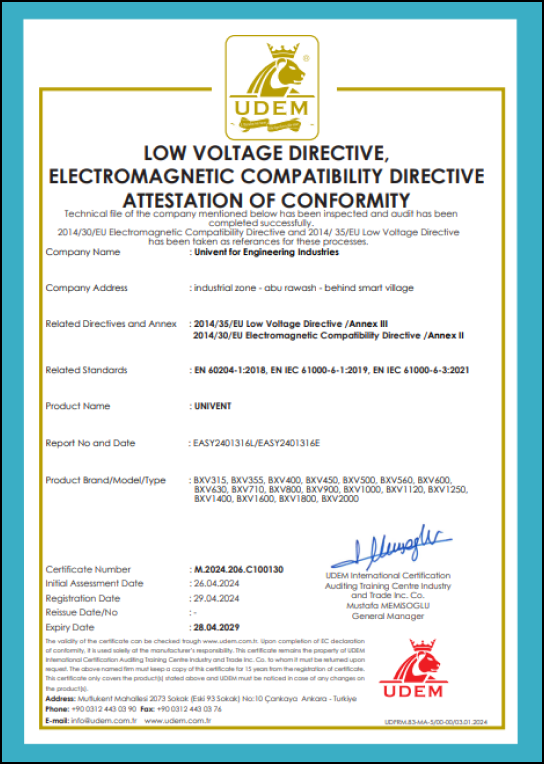 UDEM
LOW VOLTAGE DIRECTIVE,
ELECTROMAGNETIC COMPATIBILITY DIRECTIVE
ATTESTATION OF CONFORMITY
Technical file of the company mentioned below has been inspected and audit has been
completed successfully.
2014/30/EU Electromagnetic Compatibility Directive and 2014/ 35/EU Low Voltage Directive
has been taken as referances for these processes.
Company Name : Univent for Engineering Industries
Company Address : industrial zone - abu rawash - behind smart village
Related Directives and Annex : 2014/35/EU Low Voltage Directive /Annex III
2014/30/EU Electromagnetic Compatibility Directive /Annex II
Related Standards : EN 60204-1:2018, EN IEC 61000-6-1:2019, EN IEC 61000-6-3:2021
Product Name : UNIVENT
Report No and Date : EASY2401316L/EASY2401316E
Product Brand/Model/Type : BXV315, BXV355, BXV400, BXV450, BXV500, BXV560, BXV600,
BXV630, BXV710, BXV800, BXV900, BXV1000, BXV1120, BXV1250,
BXV1400, BXV1600, BXV1800, BXV2000
Certificate Number : M.2024.206.C100130
Initial Assessment Date : 26.04.2024
Registration Date : 29.04.2024
Reissue Date/No : -
Expiry Date : 28.04.2029
UDEM International Certification
Auditing Training Centre Industry
and Trade Inc. Co.
Mustafa MEMISOGLU
General Manager
The validity of the certificate can be checked trough www.udem.com.tr. Upon completion of EC declaration
of conformity, it is used solely at the manufacturer's responsibility. This certificate remains the property of UDEM
International Certification Auditing Training Centre Industry and Trade Inc. Co. to whom it must be returned upon
request. The above named firm must keep a copy of this certificate for 15 years from the registration of certificate.
This certificate only covers the product(s) stated above and UDEM must be noticed in case of any changes on
the product(s).
Address: Mutlukent Mahallesi 2073 Sokak (Eski 93 Sokak) No:10 Çankaya Ankara - Turkiye
Phone: +90 0312 443 03 90 Fax: +90 0312 443 03 76
E-mail: info@udem.com.tr www.udem.com.tr
UDEM
UDFRM.83-MA-5/00-00/03.01.2024